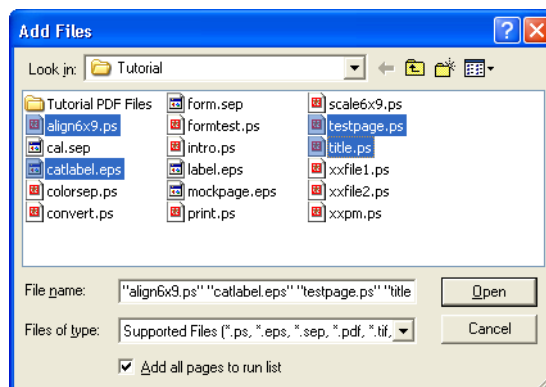 Add Files
Look in: Tutorial
Tutorial PDF Files form.sep scale6x9.ps
align6x9.ps formtest.ps testpage.ps
cal.sep intro.ps title.ps
catlabel.eps label.eps xxfile1.ps
colorsep.ps mockpage.eps xxfile2.ps
convert.ps print.ps xxpm.ps
File name: "align6x9.ps" "catlabel.eps" "testpage.ps" "title Open
Files of type: Supported Files (*.ps, *.eps, *.sep, *.pdf, *.tif, Cancel
Add all pages to run list